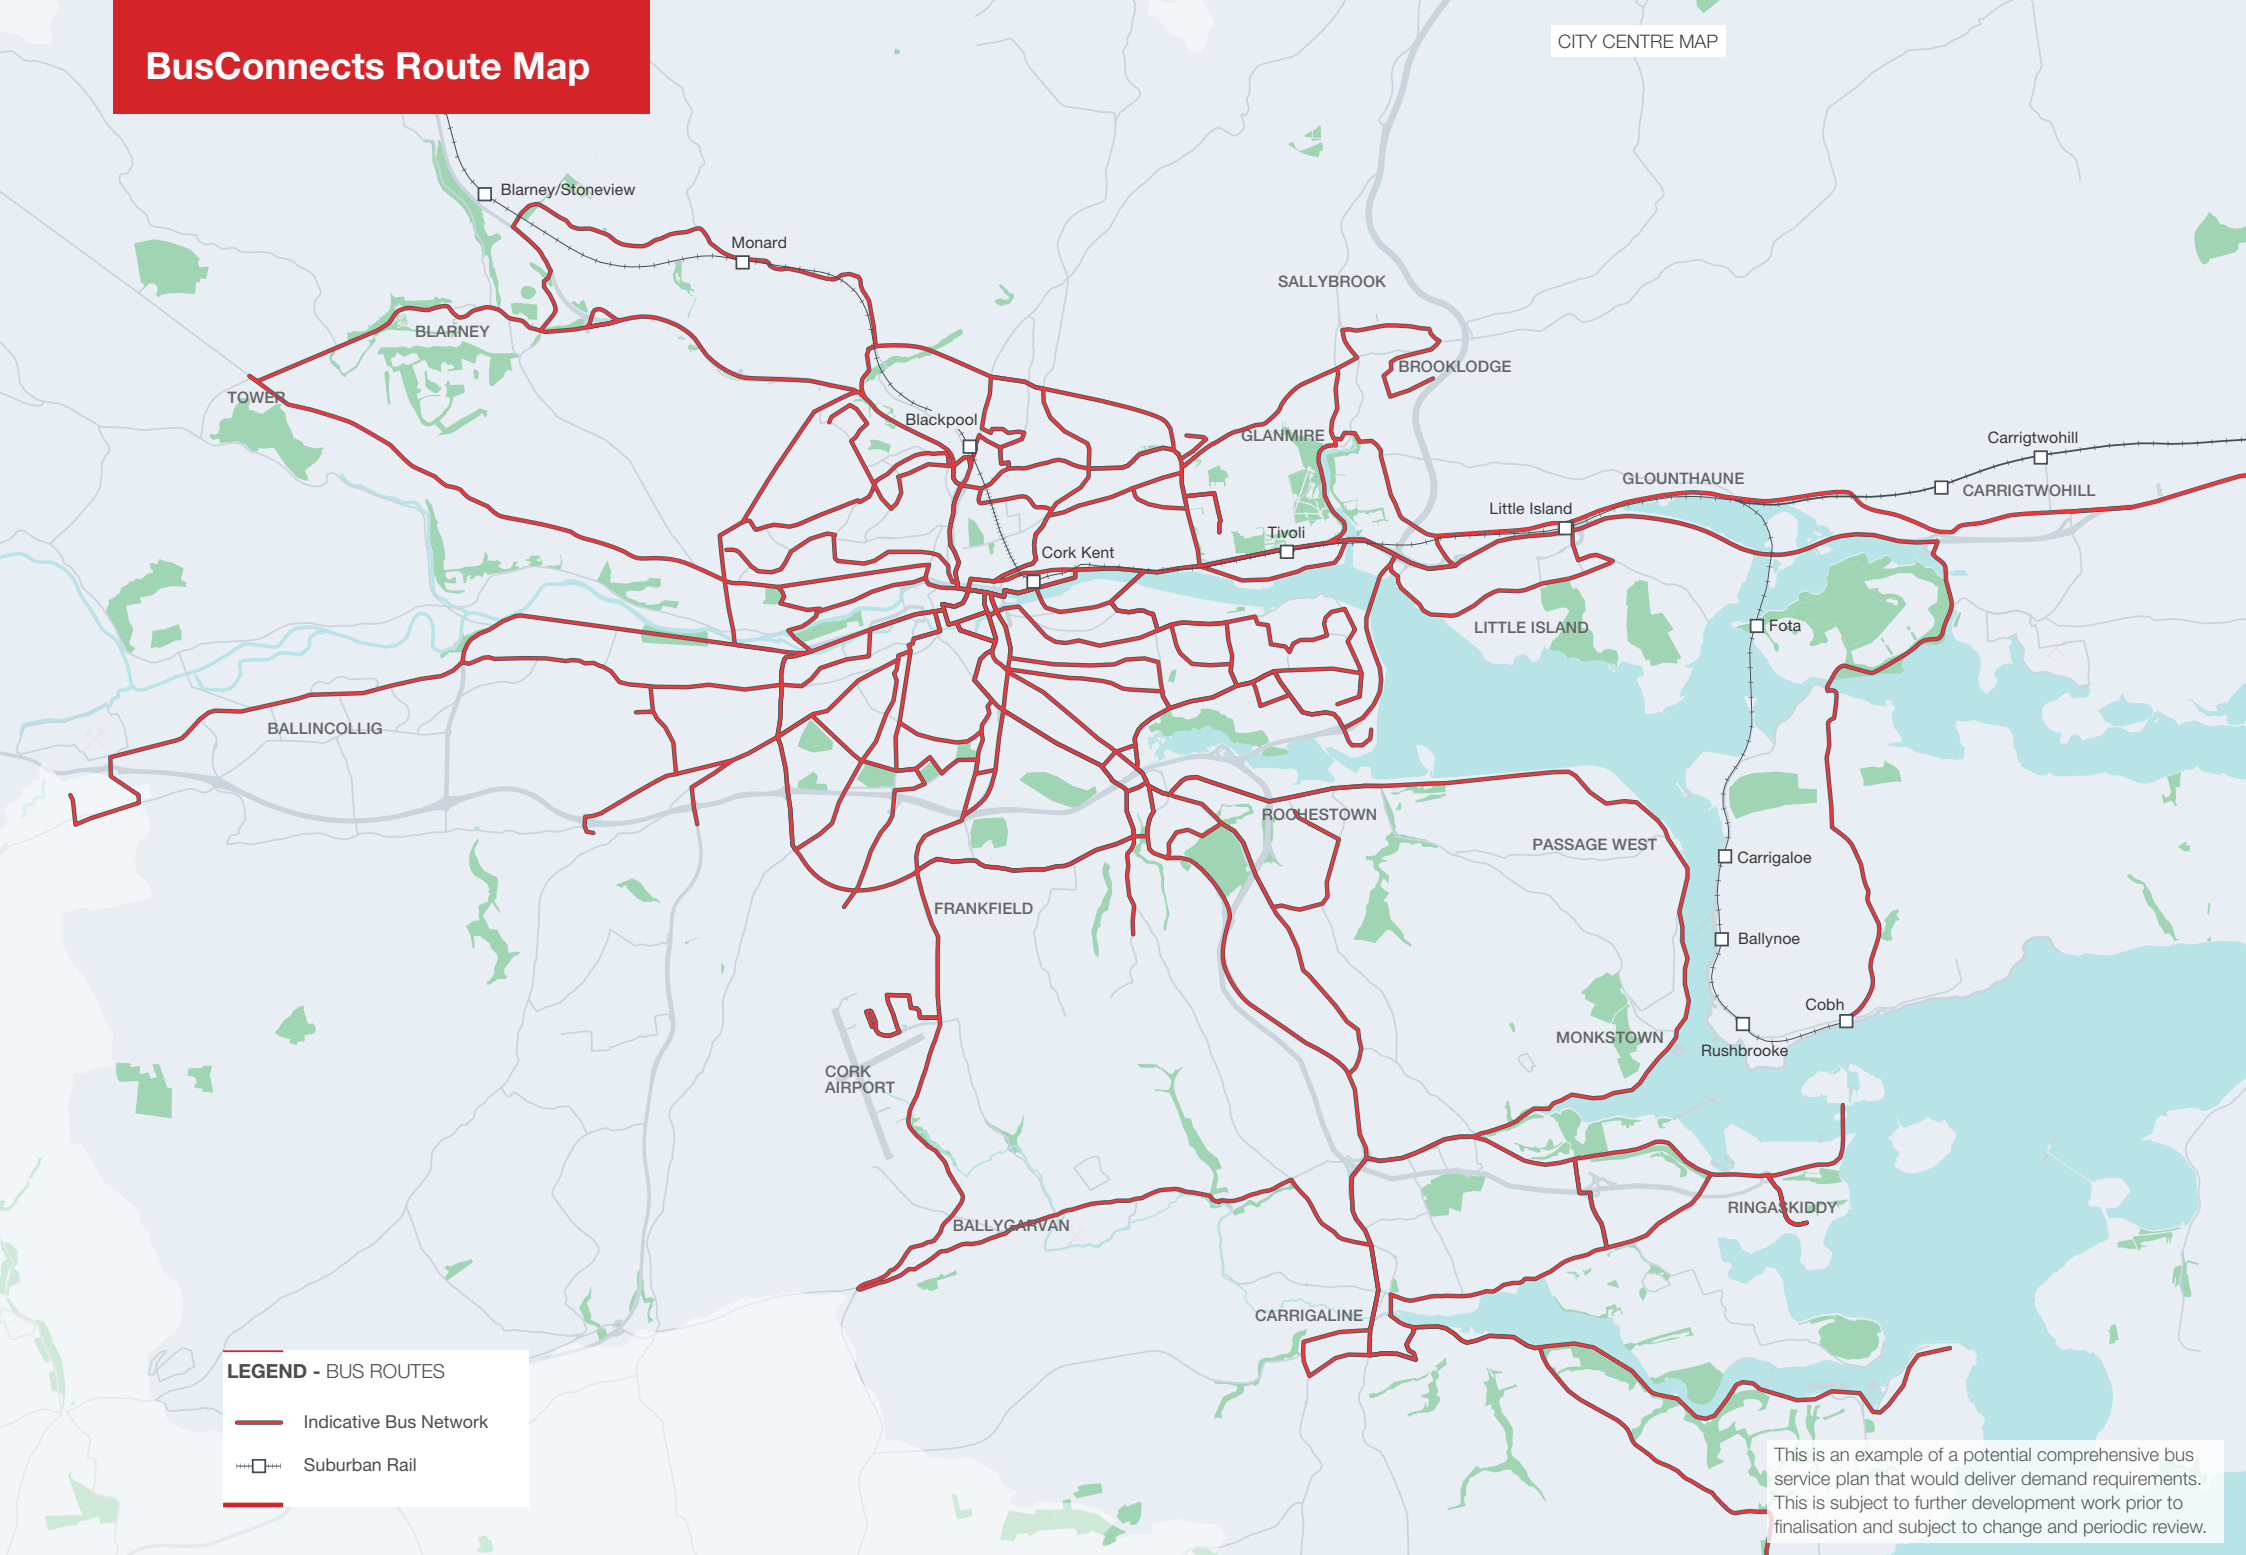 BusConnects Route Map
CITY CENTRE MAP
Blarney/Stoneview
Monard
SALLYBROOK
BLARNEY
BROOKLODGE
TOWER
Blackpool
GLANMIRE
Carrigtwohill
GLOUNTHAUNE
CARRIGTWOHILL
Little Island
Tivoli
Cork Kent
LITTLE ISLAND
Fota
BALLINCOLLIG
ROCHESTOWN
PASSAGE WEST
Carrigaloe
FRANKFIELD
Ballynoe
Cobh
MONKSTOWN
Rushbrooke
CORK
AIRPORT
RINGASKIDDY
BALLYGARVAN
CARRIGALINE
LEGEND - BUS ROUTES
Indicative Bus Network
Suburban Rail
This is an example of a potential comprehensive bus
service plan that would deliver demand requirements.
This is subject to further development work prior to
finalisation and subject to change and periodic review.